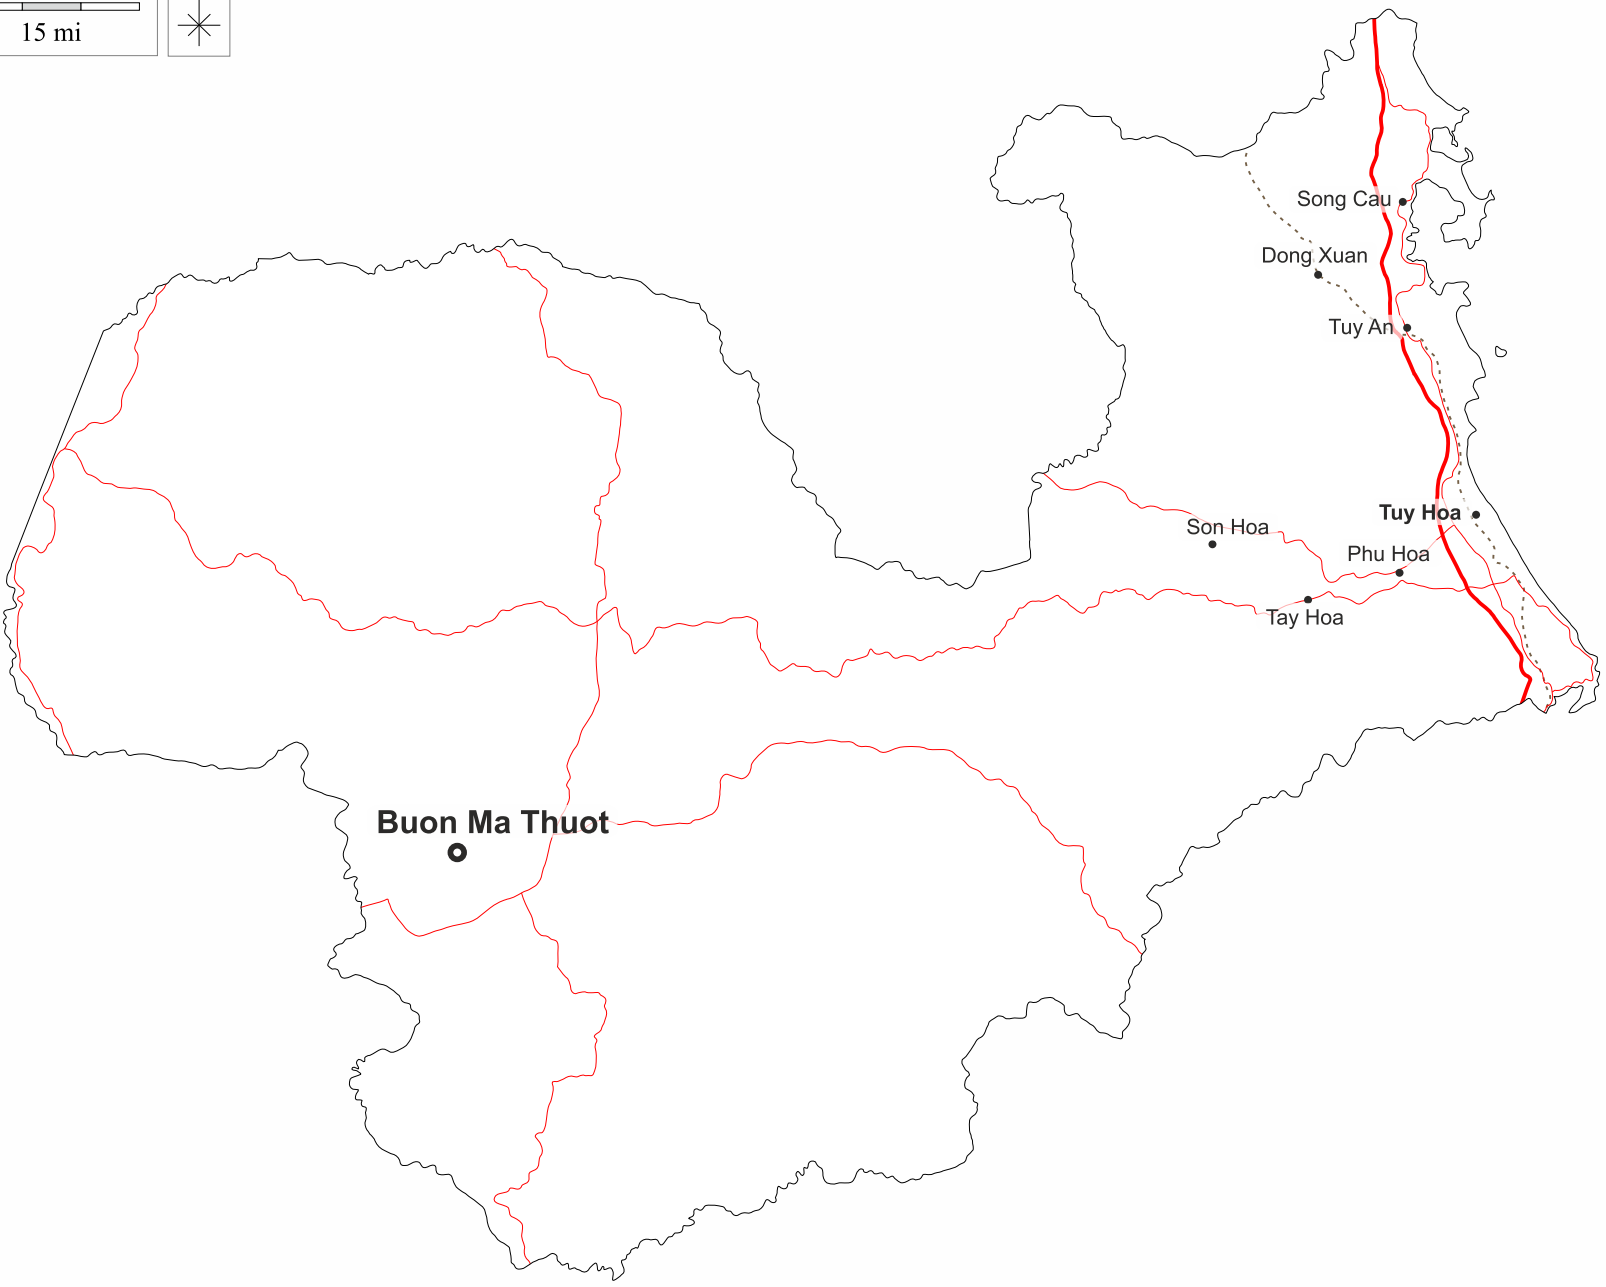 15 mi
Song Cau
Dong Xuan
Tuy An
Tuy Hoa
Son Hoa
Phu Hoa
Tay Hoa
Buon Ma Thuot